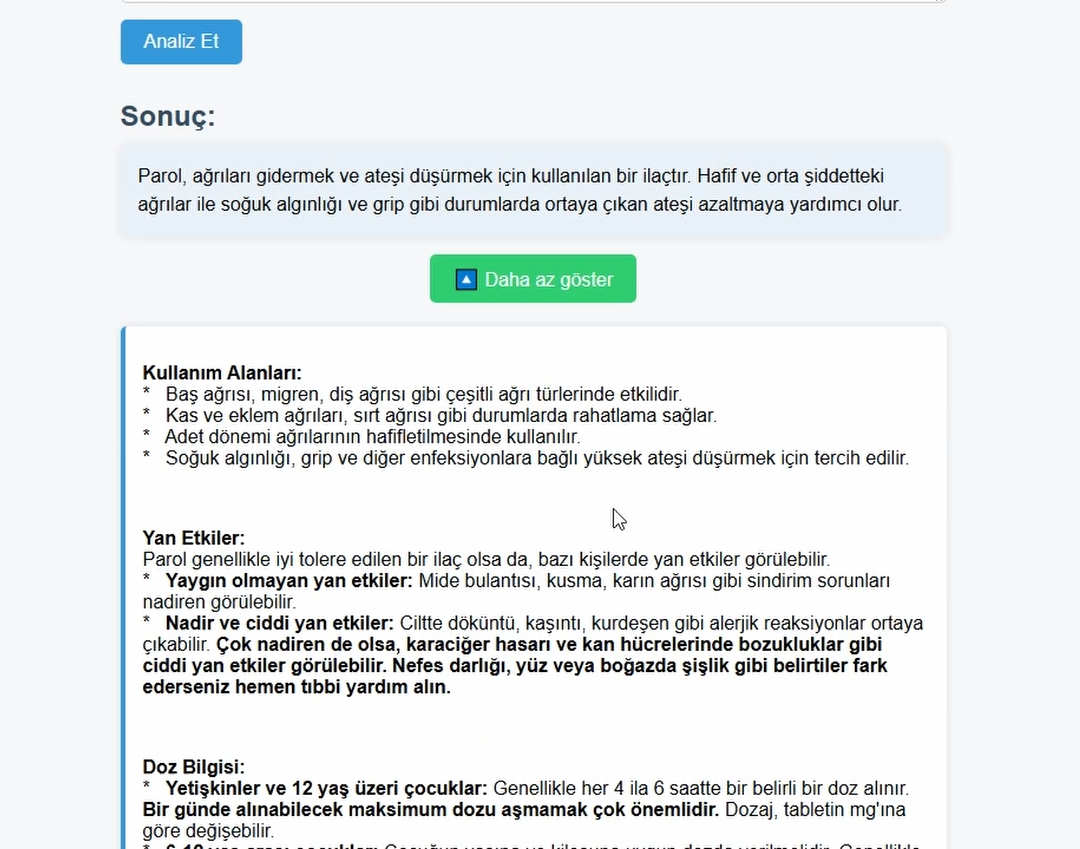 Analiz Et
Sonuç:
Parol, ağrıları gidermek ve ateşi düşürmek için kullanılan bir ilaçtır. Hafif ve orta şiddetteki
ağrılar ile soğuk algınlığı ve grip gibi durumlarda ortaya çıkan ateşi azaltmaya yardımcı olur.
🔼 Daha az göster
Kullanım Alanları:
* Baş ağrısı, migren, diş ağrısı gibi çeşitli ağrı türlerinde etkilidir.
* Kas ve eklem ağrıları, sırt ağrısı gibi durumlarda rahatlama sağlar.
* Adet dönemi ağrılarının hafifletilmesinde kullanılır.
* Soğuk algınlığı, grip ve diğer enfeksiyonlara bağlı yüksek ateşi düşürmek için tercih edilir.
Yan Etkiler:
Parol genellikle iyi tolere edilen bir ilaç olsa da, bazı kişilerde yan etkiler görülebilir.
* Yaygın olmayan yan etkiler: Mide bulantısı, kusma, karın ağrısı gibi sindirim sorunları
nadiren görülebilir.
* Nadir ve ciddi yan etkiler: Ciltte döküntü, kaşıntı, kurdeşen gibi alerjik reaksiyonlar ortaya
çıkabilir. Çok nadiren de olsa, karaciğer hasarı ve kan hücrelerinde bozukluklar gibi
ciddi yan etkiler görülebilir. Nefes darlığı, yüz veya boğazda şişlik gibi belirtiler fark
ederseniz hemen tıbbi yardım alın.
Doz Bilgisi:
* Yetişkinler ve 12 yaş üzeri çocuklar: Genellikle her 4 ila 6 saatte bir belirli bir doz alınır.
Bir günde alınabilecek maksimum dozu aşmamak çok önemlidir. Dozaj, tabletin mg'ına
göre değişebilir.